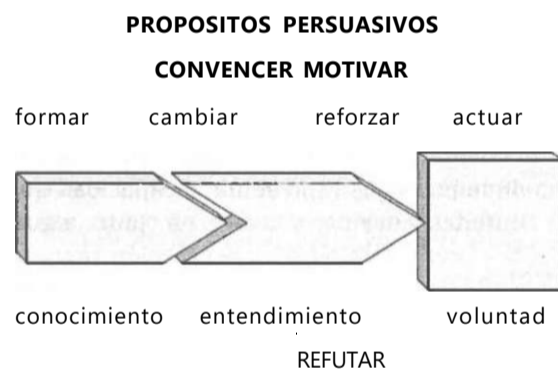 PROPOSITOS PERSUASIVOS
CONVENCER MOTIVAR
formar cambiar reforzar actuar
conocimiento entendimiento voluntad
REFUTAR